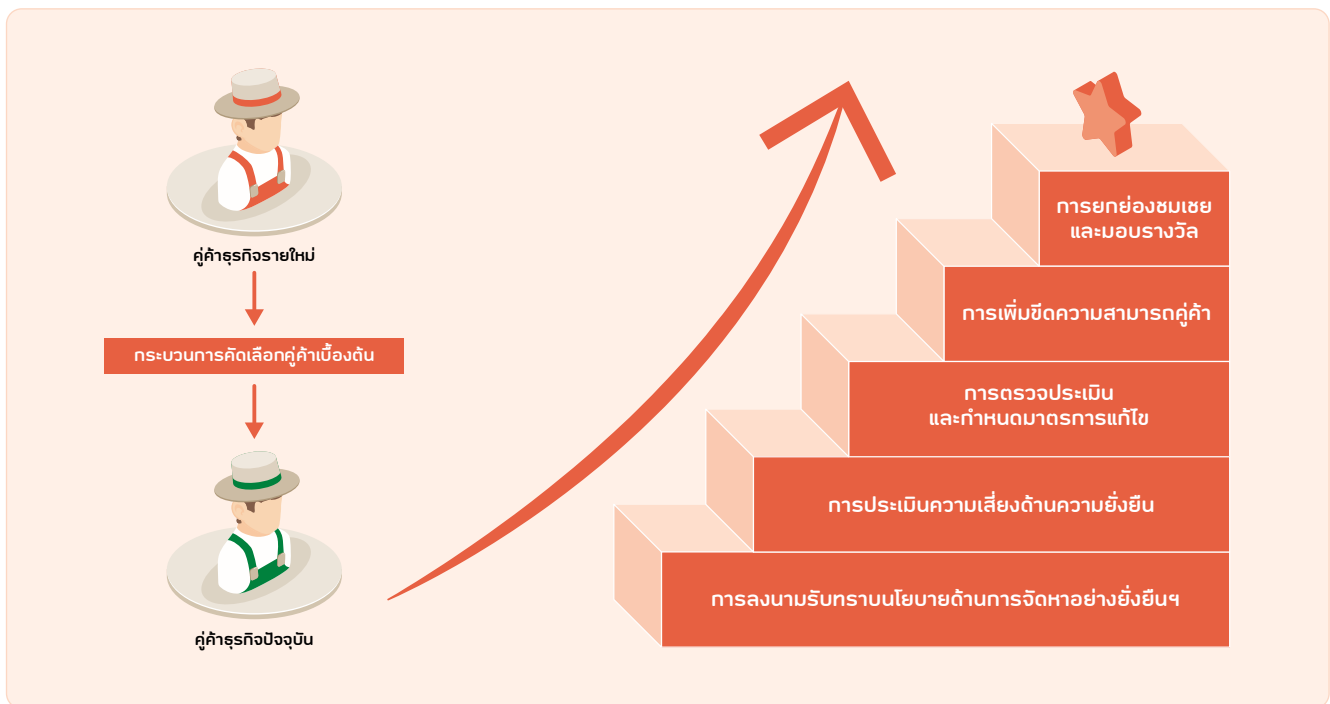 คู่ค้าธุรกิจรายใหม่
กระบวนการคัดเลือกคู่ค้าเบื้องต้น
คู่ค้าธุรกิจปัจจุบัน
การยกย่องชมเชย
และมอบรางวัล
การเพิ่มขีดความสามารถคู่ค้า
การตรวจประเมิน
และกำหนดมาตรการแก้ไข
การประเมินความเสี่ยงด้านความยั่งยืน
การลงนามรับทราบนโยบายด้านการจัดหาอย่างยั่งยืนฯ